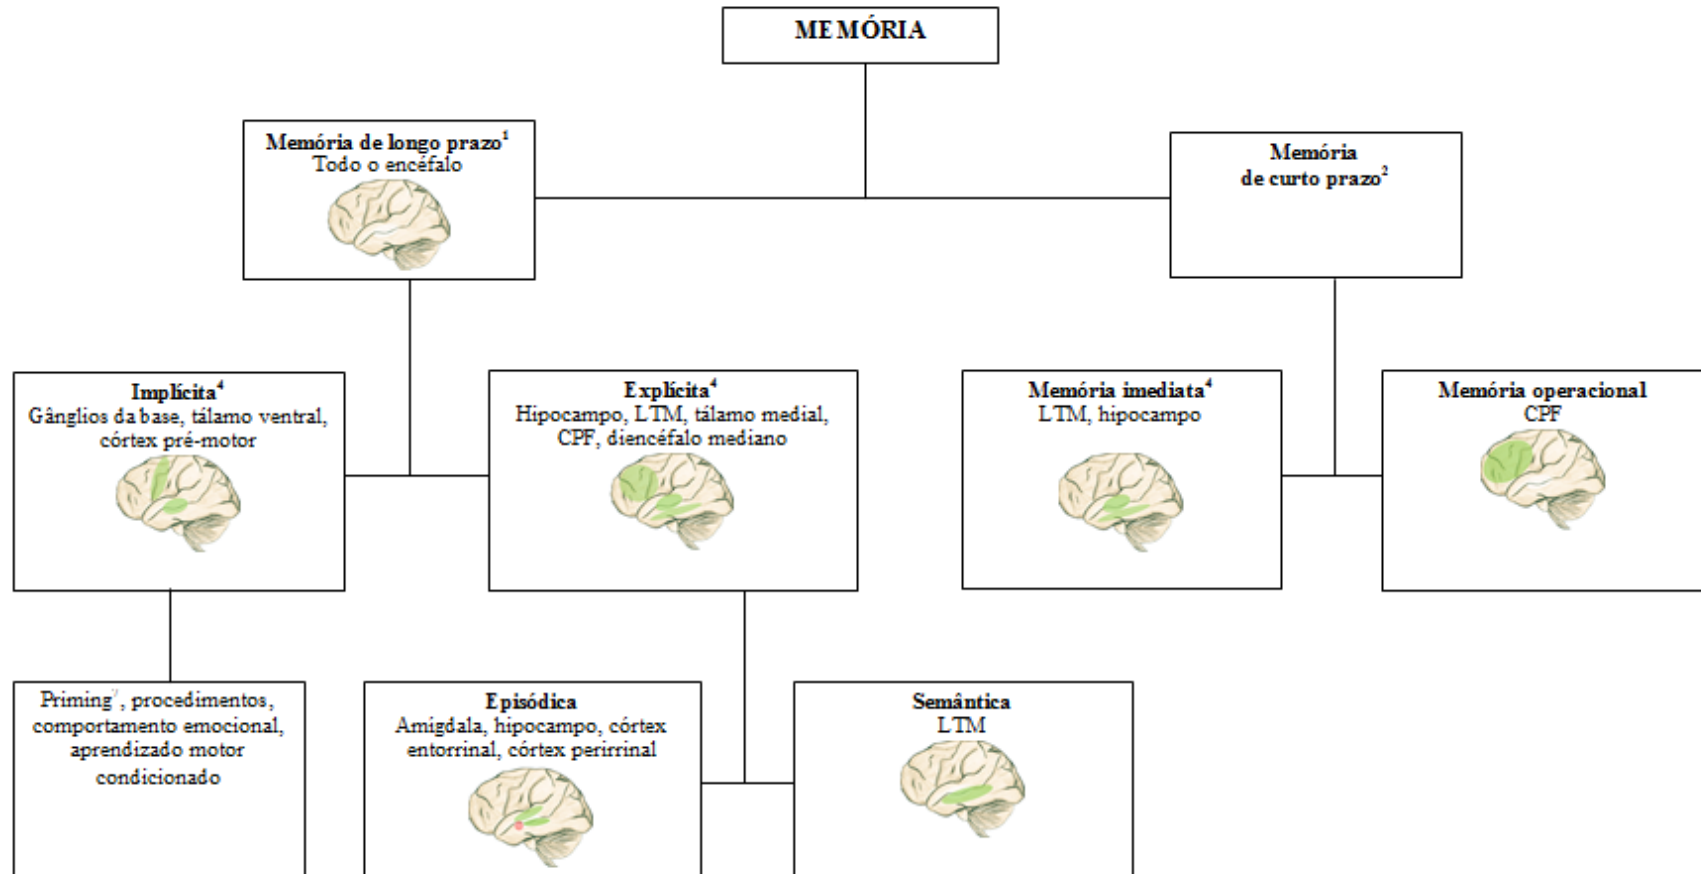 MEMÓRIA
Memória de longo prazo¹
Todo o encéfalo
Memória
de curto prazo²
Implícita⁴
Gânglios da base, tálamo ventral,
córtex pré-motor
Explícita⁴
Hipocampo, LTM, tálamo medial,
CPF, diencéfalo mediano
Memória imediata⁴
LTM, hipocampo
Memória operacional
CPF
Priming⁷, procedimentos,
comportamento emocional,
aprendizado motor
condicionado
Episódica
Amigdala, hipocampo, córtex
entorrinal, córtex perirrinal
Semântica
LTM